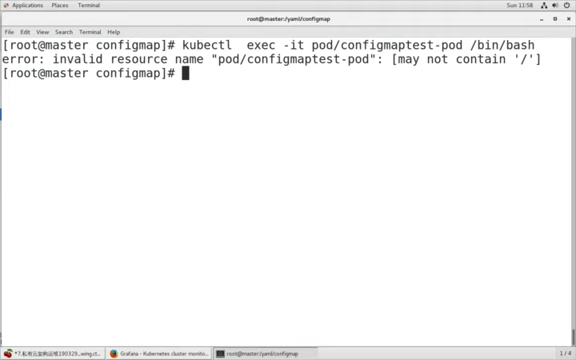 Applications Places Terminal
Sun 11:58
root@master:/yaml/configmap
File Edit View Search Terminal Help
[root@master configmap]# kubectl  exec -it pod/configmaptest-pod /bin/bash
error: invalid resource name "pod/configmaptest-pod": [may not contain '/']
[root@master configmap]#
Grafana - Kubernetes cluster monito...
root@master:/yaml/configmap
1 / 4